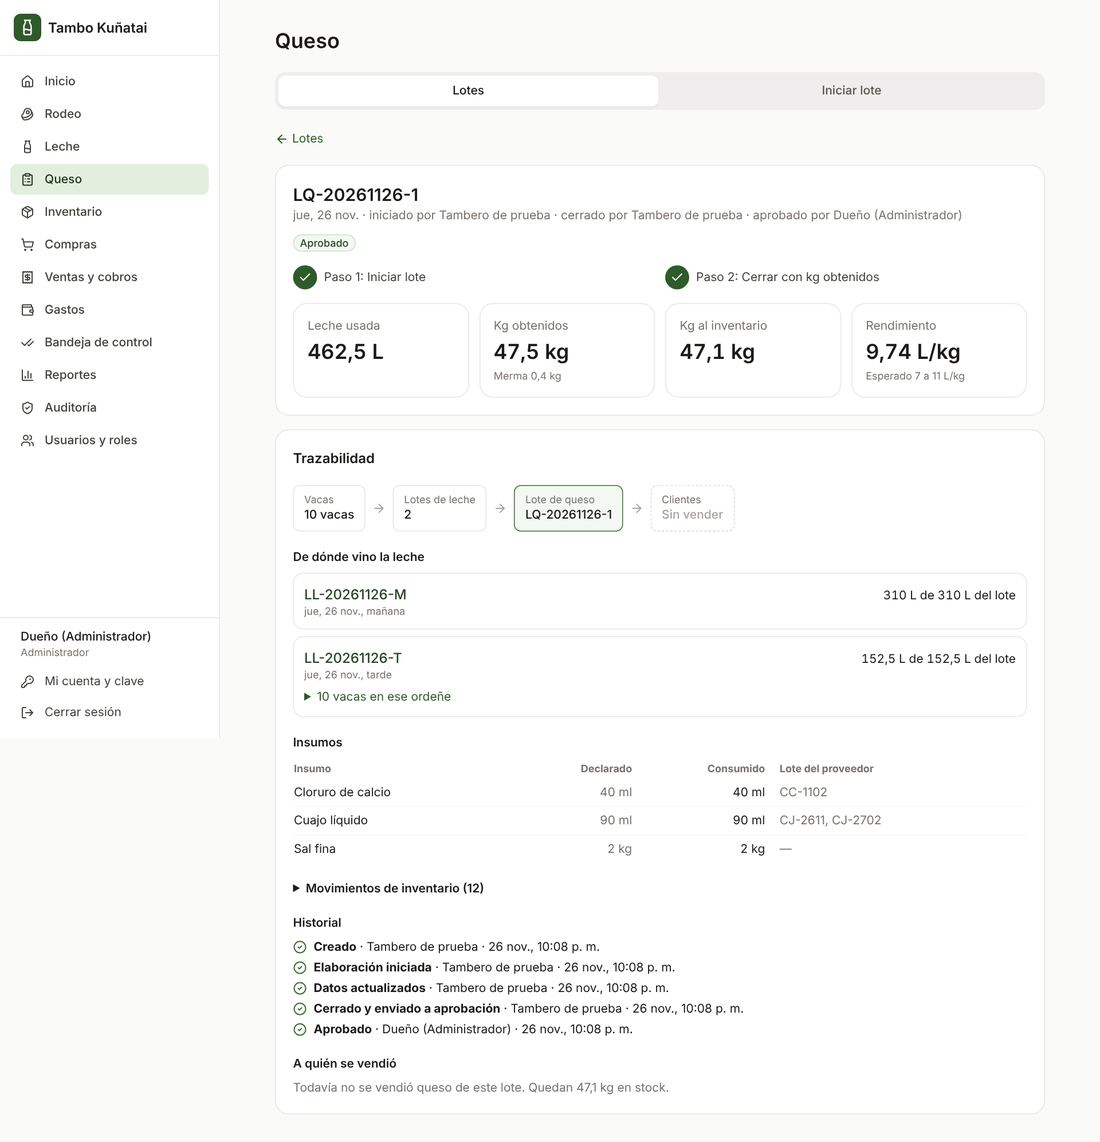 Tambo Kuñatai
Inicio
Rodeo
Leche
Queso
Inventario
Compras
Ventas y cobros
Gastos
Bandeja de control
Reportes
Auditoría
Usuarios y roles
Dueño (Administrador)
Administrador
Mi cuenta y clave
Cerrar sesión
Queso
Lotes
Iniciar lote
← Lotes
LQ-20261126-1
jue, 26 nov. · iniciado por Tambero de prueba · cerrado por Tambero de prueba · aprobado por Dueño (Administrador)
Aprobado
Paso 1: Iniciar lote
Paso 2: Cerrar con kg obtenidos
Leche usada
462,5 L
Kg obtenidos
47,5 kg
Merma 0,4 kg
Kg al inventario
47,1 kg
Rendimiento
9,74 L/kg
Esperado 7 a 11 L/kg
Trazabilidad
Vacas
10 vacas
→
Lotes de leche
2
→
Lote de queso
LQ-20261126-1
→
Clientes
Sin vender
De dónde vino la leche
LL-20261126-M
310 L de 310 L del lote
jue, 26 nov., mañana
LL-20261126-T
152,5 L de 152,5 L del lote
jue, 26 nov., tarde
10 vacas en ese ordeñe
Insumos
Insumo Declarado Consumido Lote del proveedor
Cloruro de calcio 40 ml 40 ml CC-1102
Cuajo líquido 90 ml 90 ml CJ-2611, CJ-2702
Sal fina 2 kg 2 kg —
Movimientos de inventario (12)
Historial
Creado · Tambero de prueba · 26 nov., 10:08 p. m.
Elaboración iniciada · Tambero de prueba · 26 nov., 10:08 p. m.
Datos actualizados · Tambero de prueba · 26 nov., 10:08 p. m.
Cerrado y enviado a aprobación · Tambero de prueba · 26 nov., 10:08 p. m.
Aprobado · Dueño (Administrador) · 26 nov., 10:08 p. m.
A quién se vendió
Todavía no se vendió queso de este lote. Quedan 47,1 kg en stock.